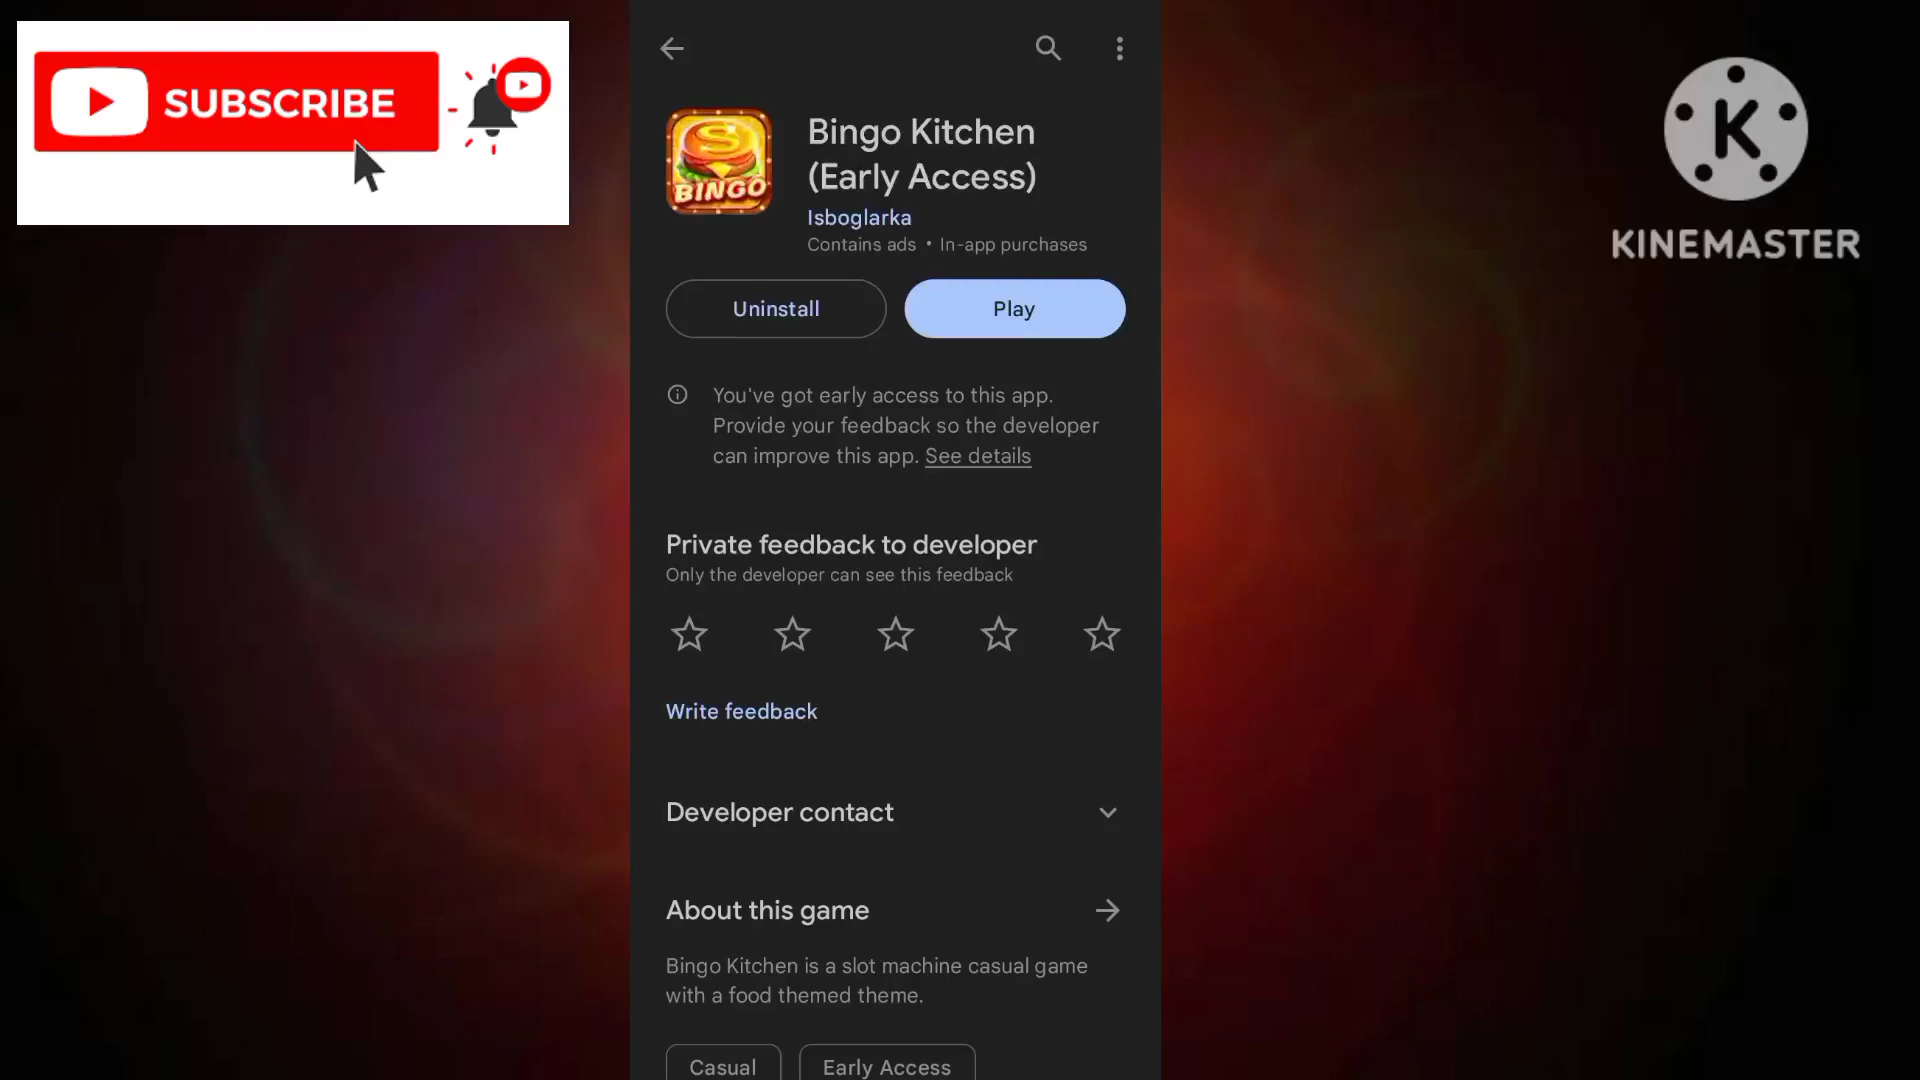 SUBSCRIBE
K
KINEMASTER
BINGO
Bingo Kitchen
(Early Access)
Isboglarka
Contains ads • In-app purchases
Uninstall
Play
You've got early access to this app.
Provide your feedback so the developer
can improve this app. See details
Private feedback to developer
Only the developer can see this feedback
Write feedback
Developer contact
About this game
Bingo Kitchen is a slot machine casual game
with a food themed theme.
Casual
Early Access